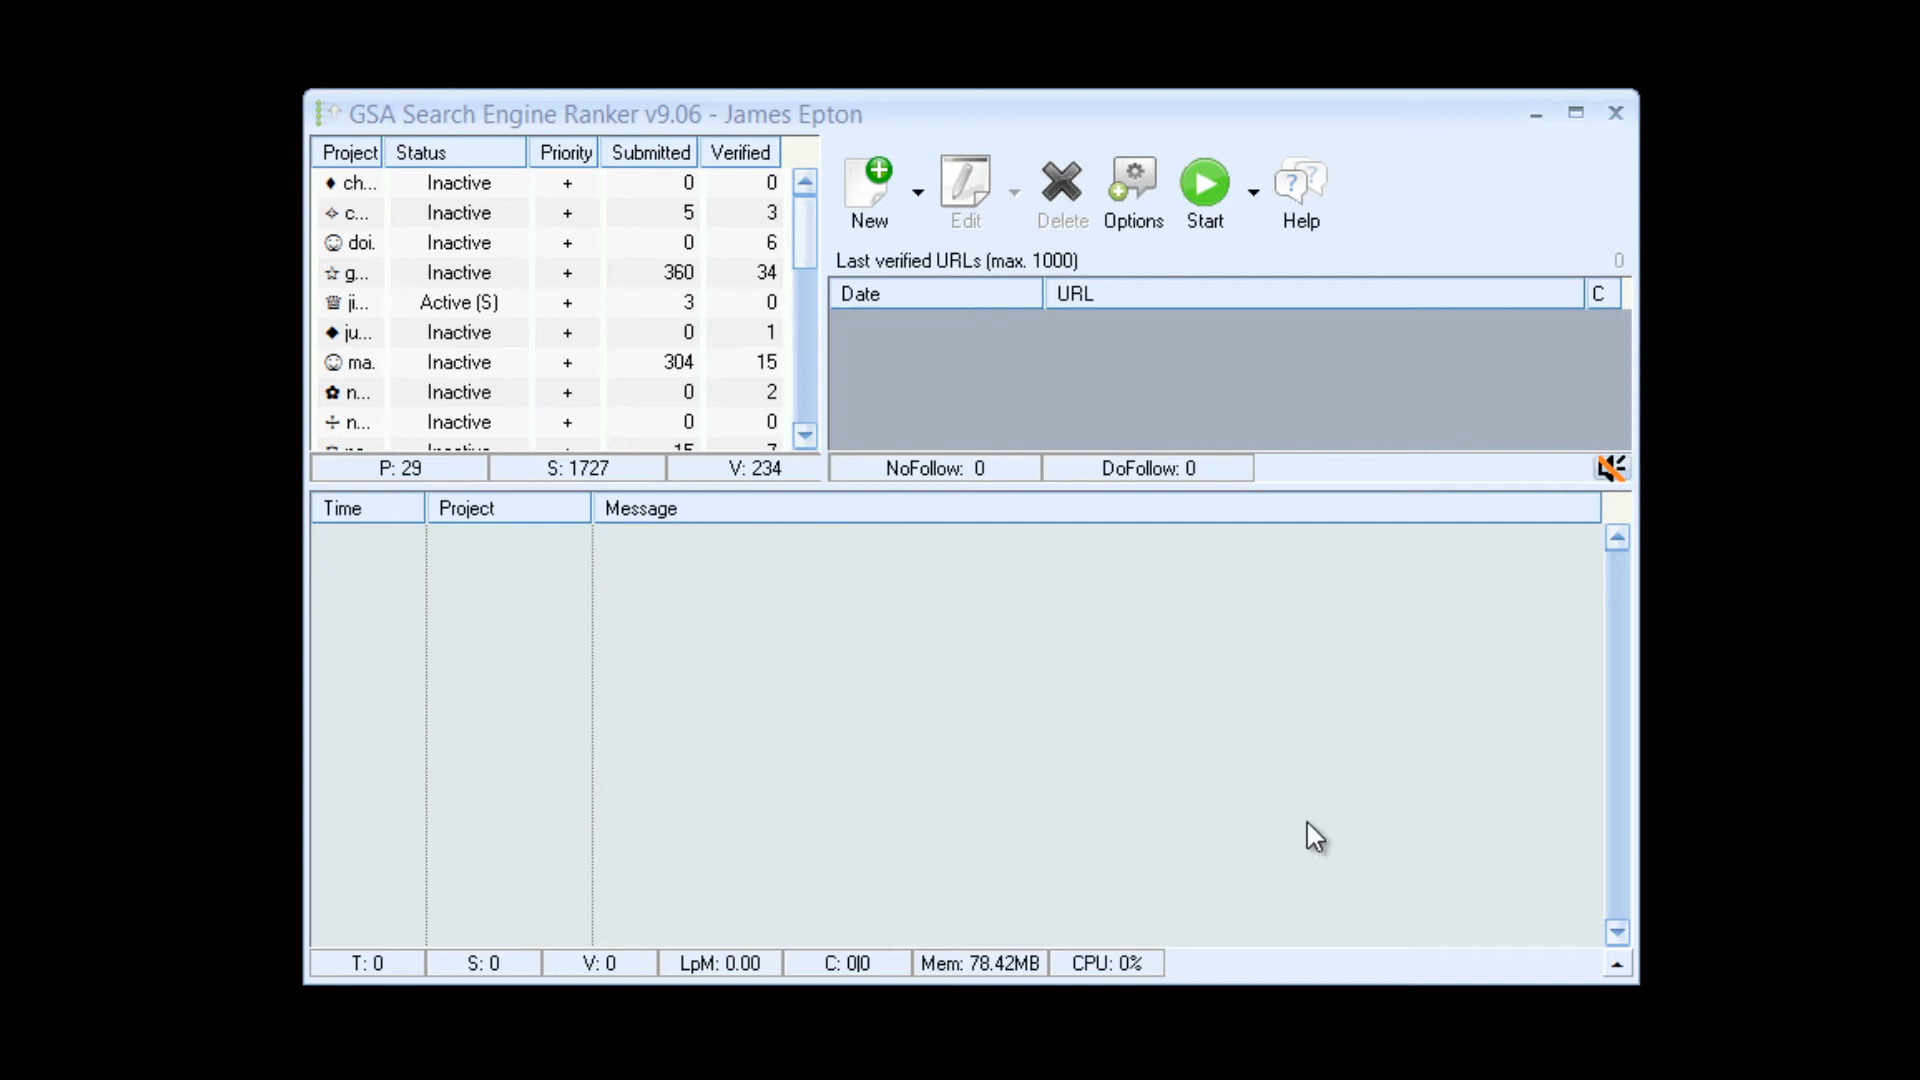 GSA Search Engine Ranker v9.06 - James Epton
Project Status Priority Submitted Verified
ch... Inactive + 0 0
c... Inactive + 5 3
doi. Inactive + 0 6
g... Inactive + 360 34
ji... Active (S) + 3 0
ju... Inactive + 0 1
ma. Inactive + 304 15
n... Inactive + 0 2
n... Inactive + 0 0
P: 29 S: 1727 V: 234
New Edit Delete Options Start Help
Last verified URLs (max. 1000) 0
Date URL C
NoFollow: 0 DoFollow: 0
Time Project Message
T: 0 S: 0 V: 0 LpM: 0.00 C: 0|0 Mem: 78.42MB CPU: 0%